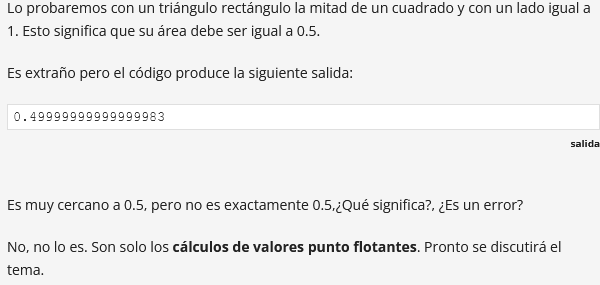 Lo probaremos con un triángulo rectángulo la mitad de un cuadrado y con un lado igual a
1. Esto significa que su área debe ser igual a 0.5.
Es extraño pero el código produce la siguiente salida:
0.49999999999999983
salida
Es muy cercano a 0.5, pero no es exactamente 0.5,¿Qué significa?, ¿Es un error?
No, no lo es. Son solo los cálculos de valores punto flotantes. Pronto se discutirá el
tema.